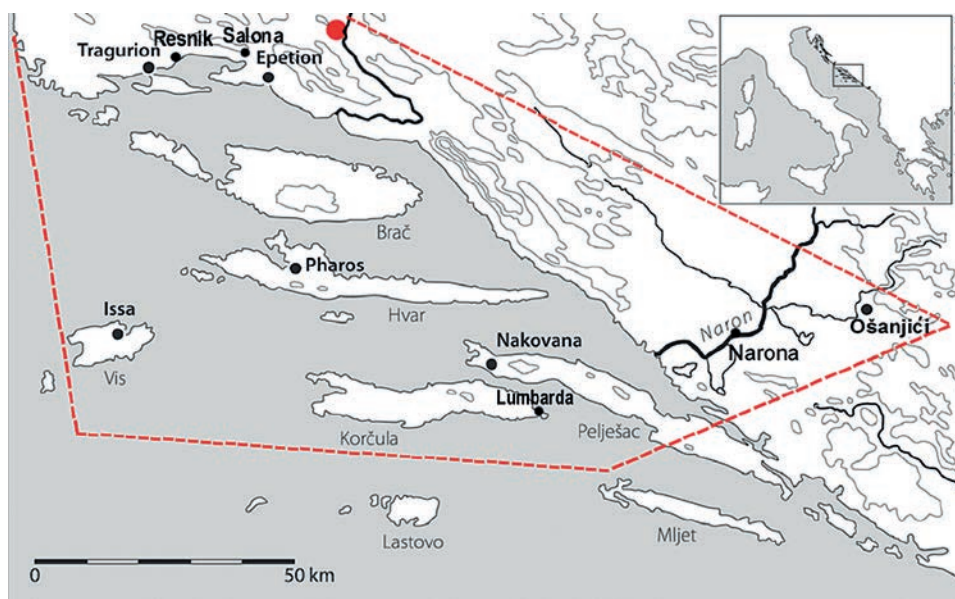 Resnik
Salona
Tragurion
Epetion
Brač
Pharos
Hvar
Issa
Vis
Nakovana
Lumbarda
Korčula
Pelješac
Naron
Narona
Ošanjići
Lastovo
Mljet
0
50 km